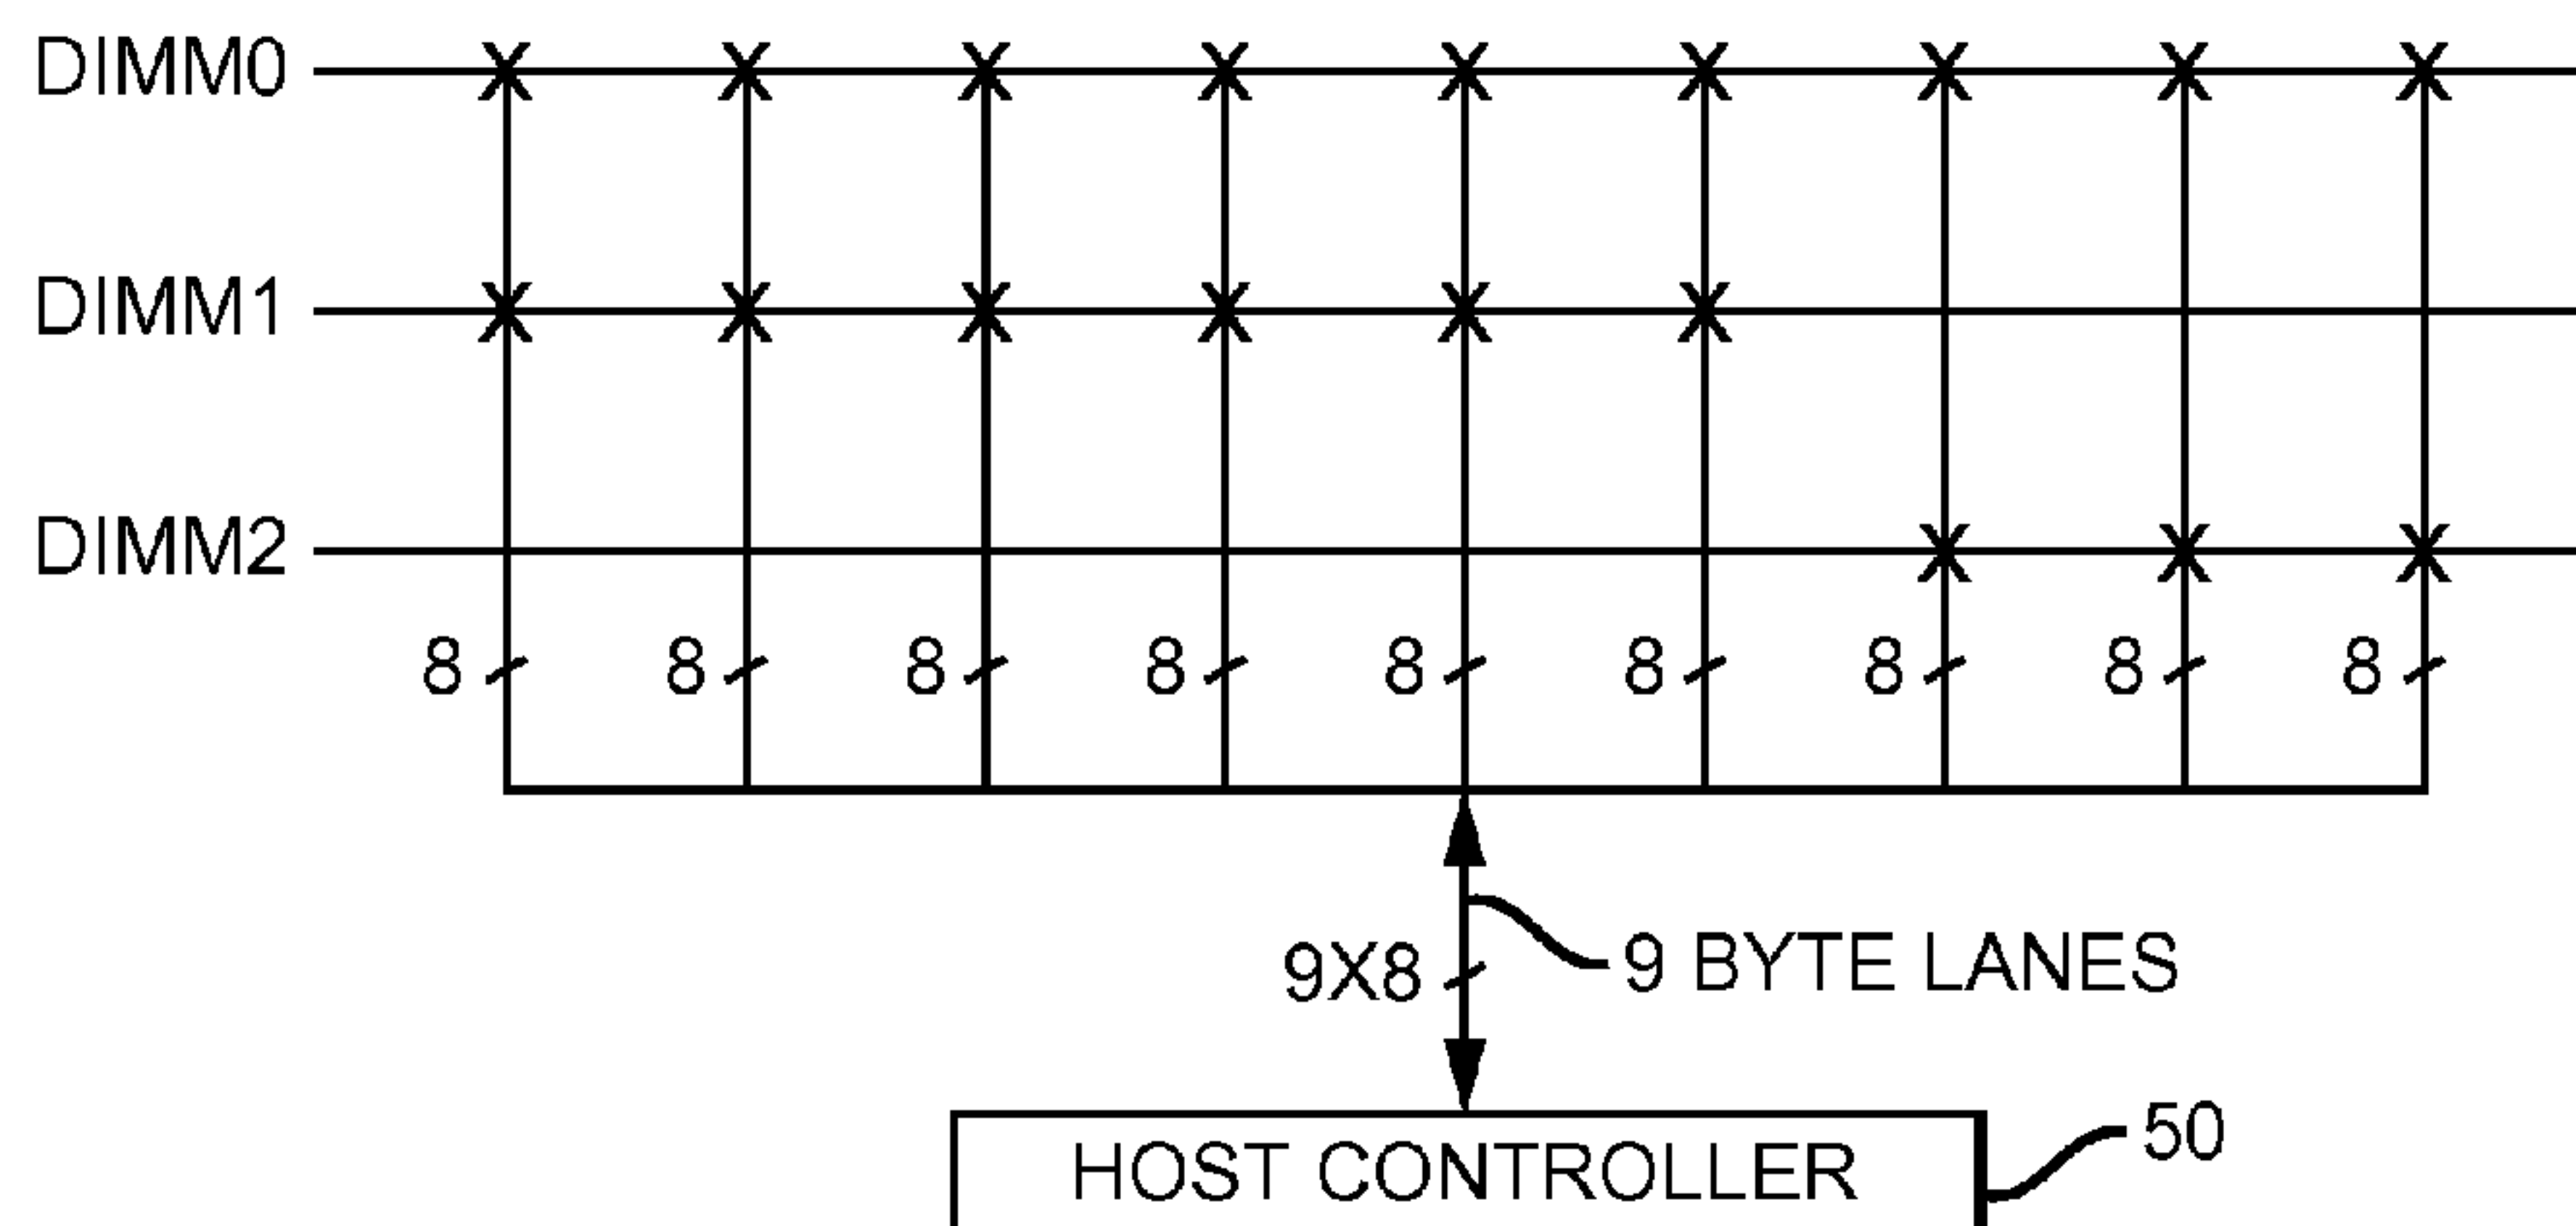 DIMM0 X X X X X X X X X
DIMM1 X X X X X X
DIMM2 X X X
8 8 8 8 8 8 8 8 8
9X8 9 BYTE LANES
HOST CONTROLLER 50